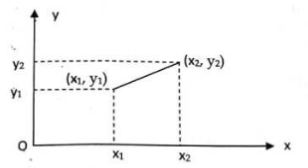 y
y₂
(x₂, y₂)
(x₁, y₁)
y₁
O
x
x₁
x₂